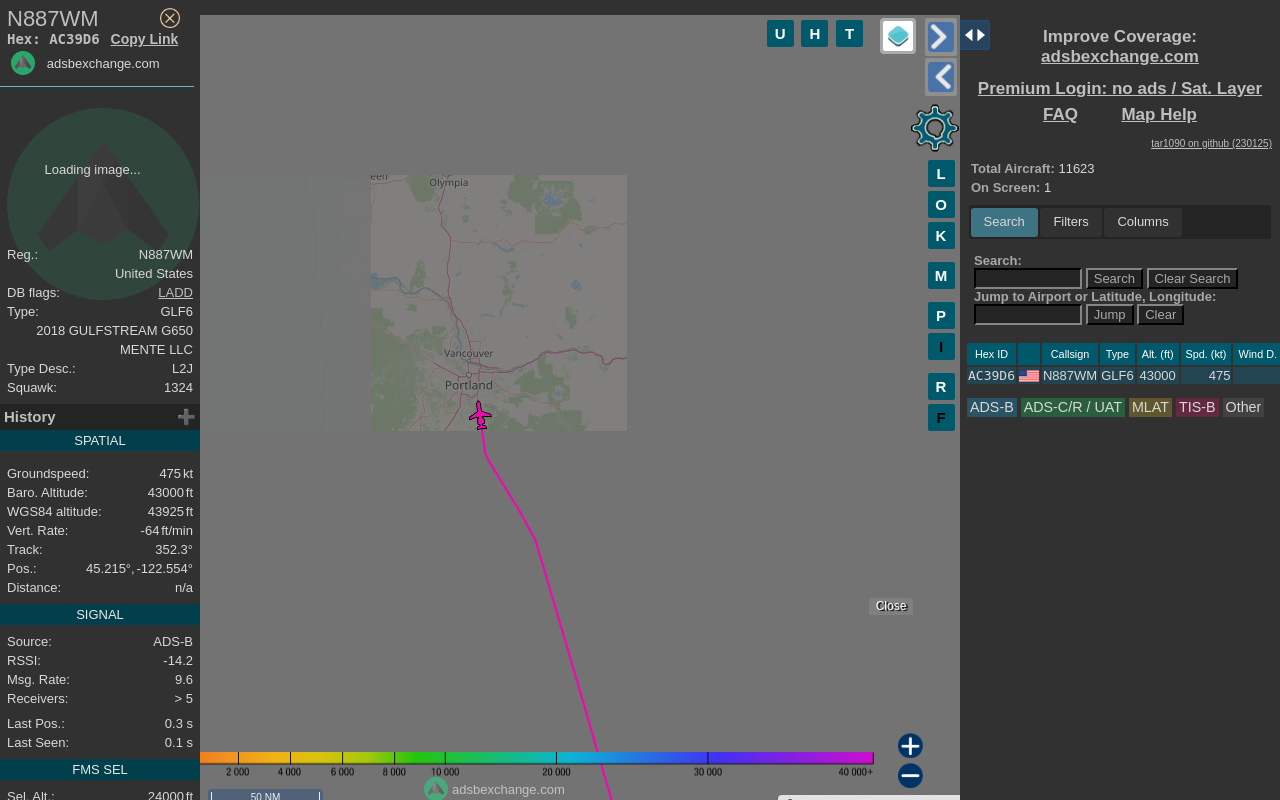 N887WM
Hex: AC39D6 Copy Link
adsbexchange.com
Loading image...
Reg.: N887WM
United States
DB flags: LADD
Type: GLF6
2018 GULFSTREAM G650
MENTE LLC
Type Desc.: L2J
Squawk: 1324
History
SPATIAL
Groundspeed: 475 kt
Baro. Altitude: 43000 ft
WGS84 altitude: 43925 ft
Vert. Rate: -64 ft/min
Track: 352.3°
Pos.: 45.215°, -122.554°
Distance: n/a
SIGNAL
Source: ADS-B
RSSI: -14.2
Msg. Rate: 9.6
Receivers: > 5
Last Pos.: 0.3 s
Last Seen: 0.1 s
FMS SEL
Sel. Alt.: 24000 ft
U H T
L
O
K
M
P
I
R
F
Olympia
Vancouver
Portland
Close
2 000 4 000 6 000 8 000 10 000 20 000 30 000 40 000+
adsbexchange.com
50 NM
Improve Coverage:
adsbexchange.com
Premium Login: no ads / Sat. Layer
FAQ Map Help
tar1090 on github (230125)
Total Aircraft: 11623
On Screen: 1
Search Filters Columns
Search:
Search Clear Search
Jump to Airport or Latitude, Longitude:
Jump Clear
Hex ID Callsign Type Alt. (ft) Spd. (kt) Wind D.
AC39D6 N887WM GLF6 43000 475
ADS-B ADS-C/R / UAT MLAT TIS-B Other